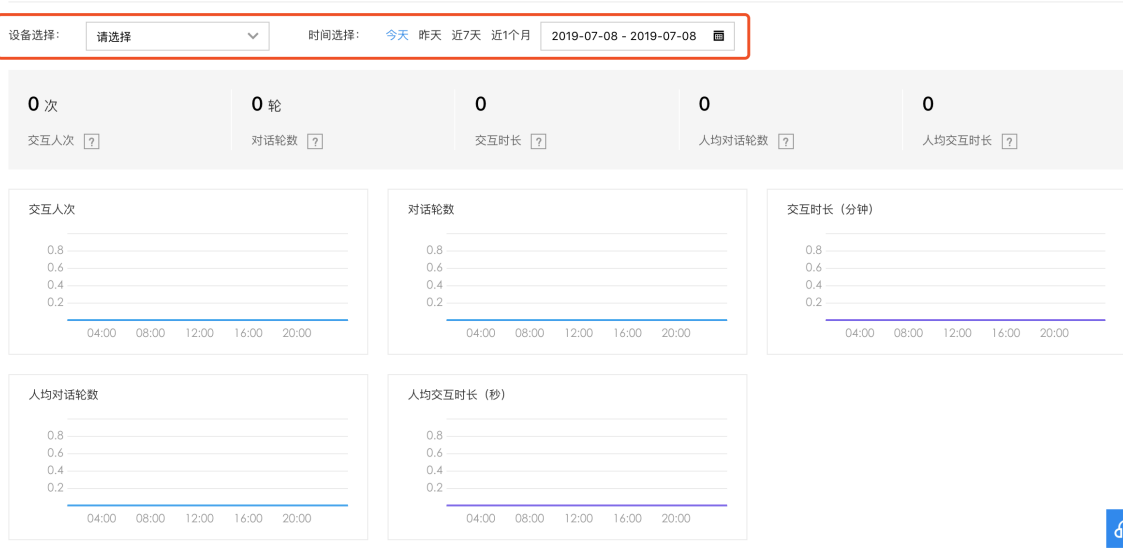 设备选择: 请选择 时间选择: 今天 昨天 近7天 近1个月 2019-07-08 - 2019-07-08
0 次 0 轮 0 0 0
交互人次 ? 对话轮数 ? 交互时长 ? 人均对话轮数 ? 人均交互时长 ?
交互人次 对话轮数 交互时长（分钟）
0.8 0.8 0.8
0.6 0.6 0.6
0.4 0.4 0.4
0.2 0.2 0.2
04:00 08:00 12:00 16:00 20:00 04:00 08:00 12:00 16:00 20:00 04:00 08:00 12:00 16:00 20:00
人均对话轮数 人均交互时长（秒）
0.8 0.8
0.6 0.6
0.4 0.4
0.2 0.2
04:00 08:00 12:00 16:00 20:00 04:00 08:00 12:00 16:00 20:00